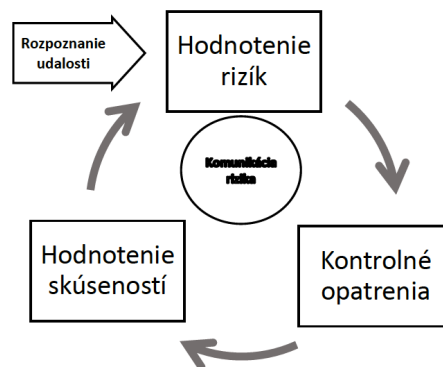 Rozpoznanie
udalosti
Hodnotenie
rizík
Komunikácia
rizika
Hodnotenie
skúseností
Kontrolné
opatrenia